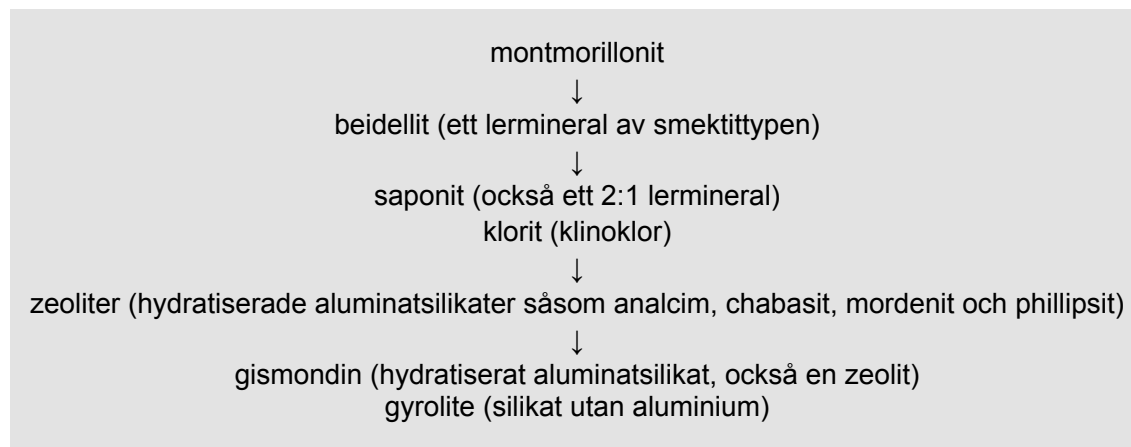 montmorillonit
↓
beidellit (ett lermineral av smektittypen)
↓
saponit (också ett 2:1 lermineral)
klorit (klinoklor)
↓
zeoliter (hydratiserade aluminatsilikater såsom analcim, chabasit, mordenit och phillipsit)
↓
gismondin (hydratiserat aluminatsilikat, också en zeolit)
gyrolite (silikat utan aluminium)